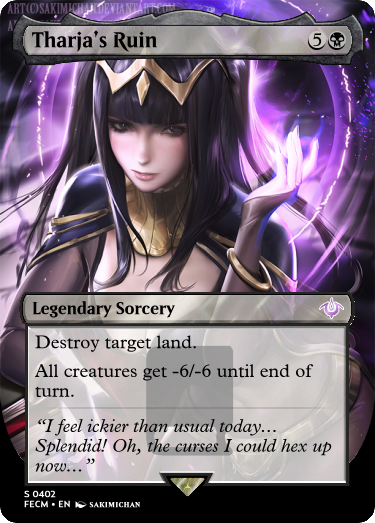 ART(C)SAKIMICHAN.DEVIANTART.COM
Tharja's Ruin 5
Legendary Sorcery
Destroy target land.
All creatures get -6/-6 until end of
turn.
“I feel ickier than usual today…
Splendid! Oh, the curses I could hex up
now…”
S 0402
FECM • EN SAKIMICHAN